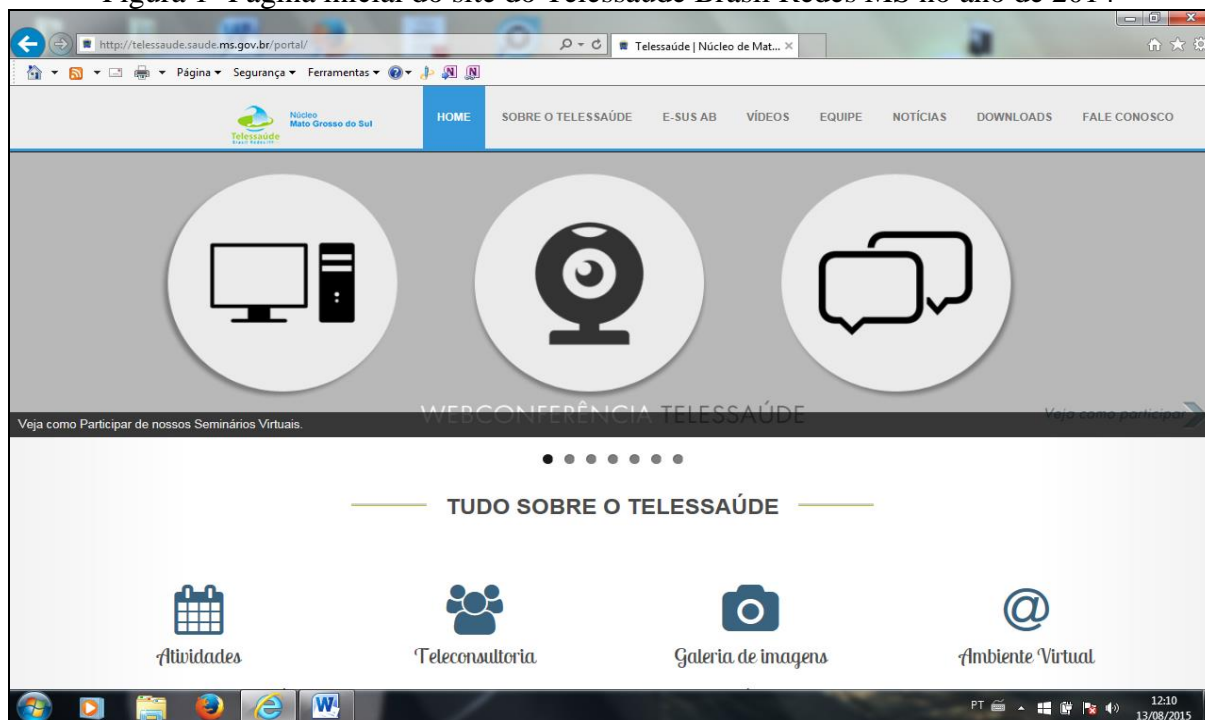 Figura 1- Página inicial do site do Telessaúde Brasil Redes MS no ano de 2014
http://telessaude.saude.ms.gov.br/portal/
Telessaúde | Núcleo de Mat...
Página Segurança Ferramentas
Telessaúde
Brasil Redes
Núcleo
Mato Grosso do Sul
HOME SOBRE O TELESSAÚDE E-SUS AB VÍDEOS EQUIPE NOTÍCIAS DOWNLOADS FALE CONOSCO
WEBCONFERÊNCIA TELESSAÚDE
Veja como participar
Veja como Participar de nossos Seminários Virtuais.
TUDO SOBRE O TELESSAÚDE
Atividades Teleconsultoria Galeria de imagens @ Ambiente Virtual
PT 12:10
13/08/2015